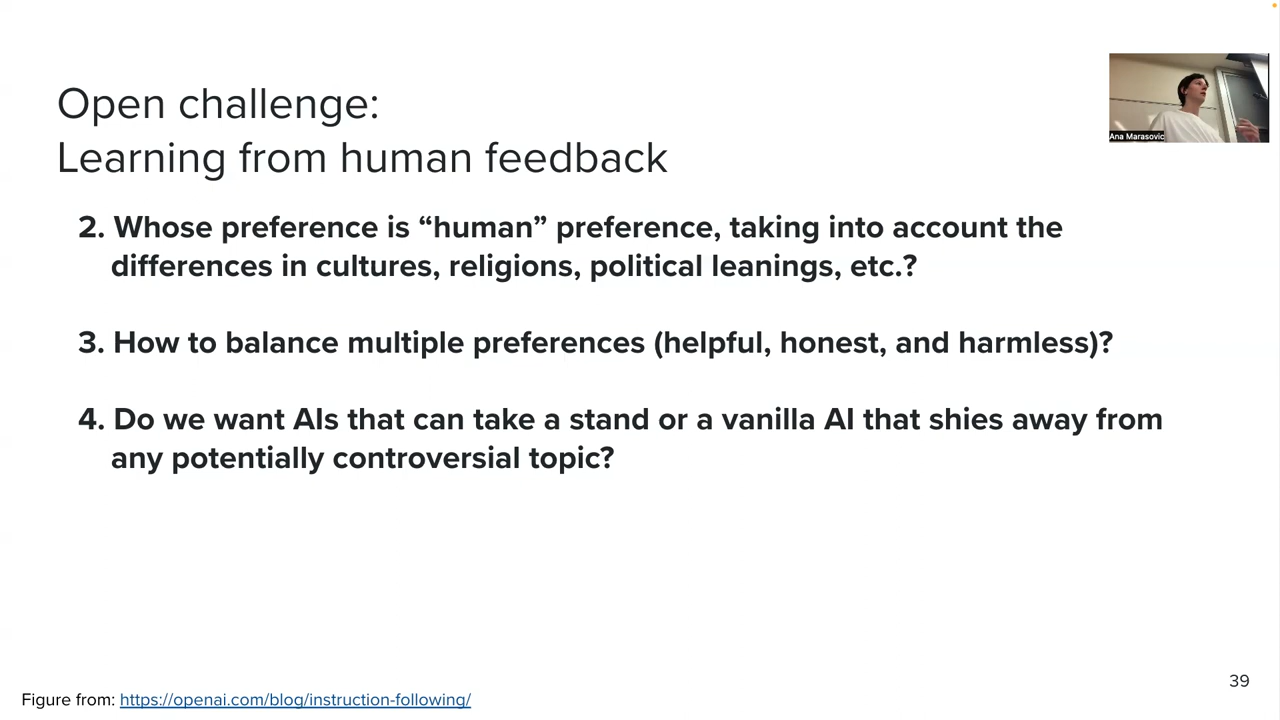 Open challenge:
Learning from human feedback
Ana Marasovic
2. Whose preference is “human” preference, taking into account the
differences in cultures, religions, political leanings, etc.?
3. How to balance multiple preferences (helpful, honest, and harmless)?
4. Do we want AIs that can take a stand or a vanilla AI that shies away from
any potentially controversial topic?
39
Figure from: https://openai.com/blog/instruction-following/